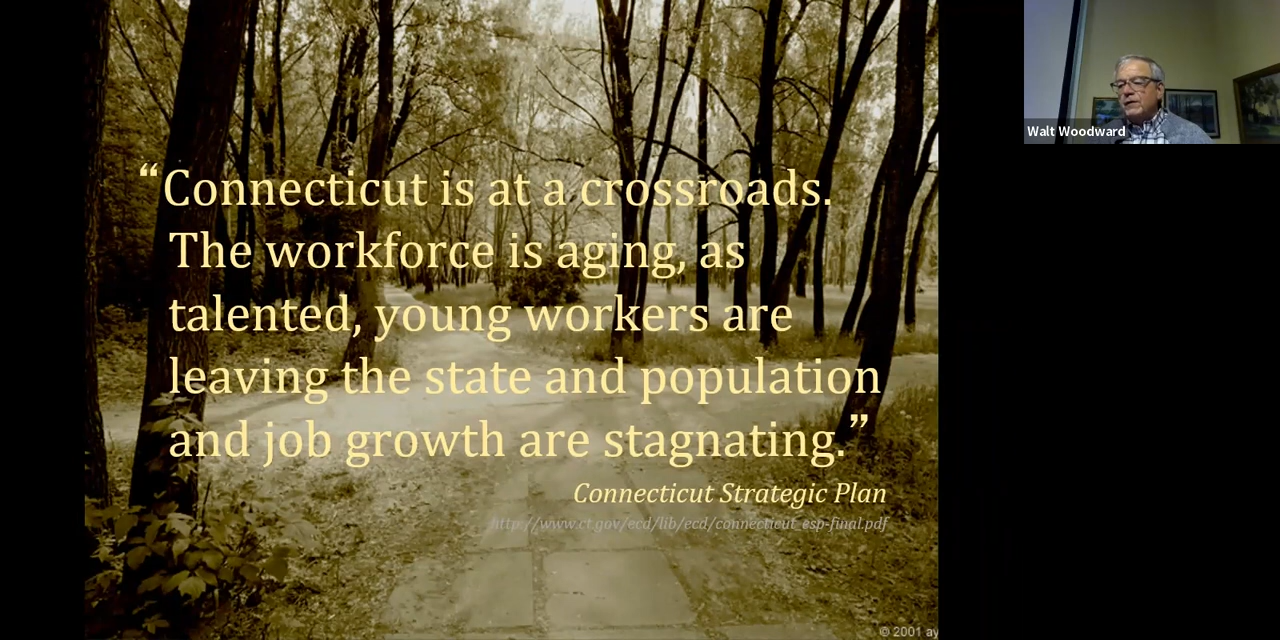 “Connecticut is at a crossroads.
The workforce is aging, as
talented, young workers are
leaving the state and population
and job growth are stagnating.”
Connecticut Strategic Plan
http://www.ct.gov/ecd/lib/ecd/connecticut_esp-final.pdf
© 2001 ay
Walt Woodward